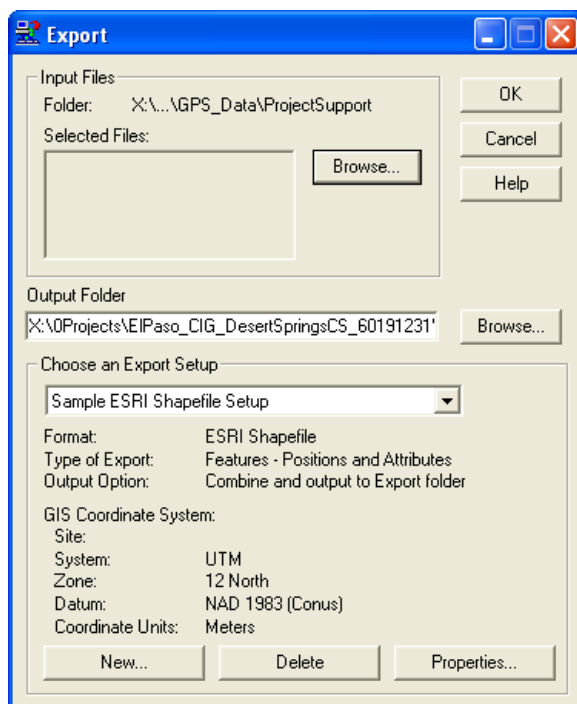 Export
Input Files
Folder: X:\...\GPS_Data\ProjectSupport
Selected Files:
Browse...
OK
Cancel
Help
Output Folder
X:\0Projects\ElPaso_CIG_DesertSpringsCS_60191231'
Browse...
Choose an Export Setup
Sample ESRI Shapefile Setup
Format: ESRI Shapefile
Type of Export: Features - Positions and Attributes
Output Option: Combine and output to Export folder
GIS Coordinate System:
Site:
System: UTM
Zone: 12 North
Datum: NAD 1983 (Conus)
Coordinate Units: Meters
New... Delete Properties...